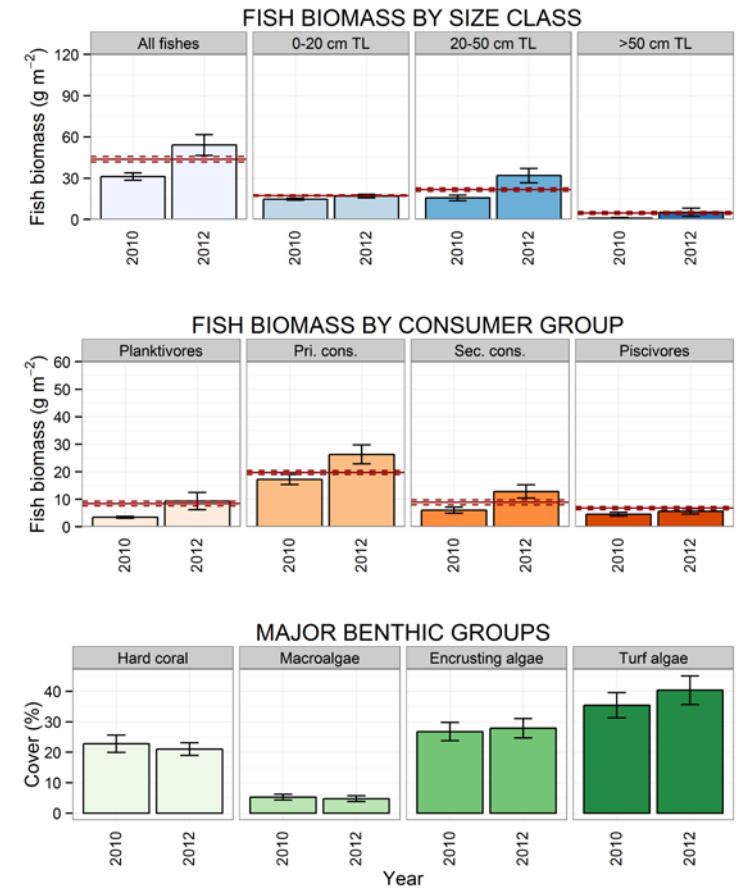 FISH BIOMASS BY SIZE CLASS
All fishes 0-20 cm TL 20-50 cm TL >50 cm TL
Fish biomass (g m⁻²)
120
90
60
30
0
2010 2012 2010 2012 2010 2012 2010 2012
FISH BIOMASS BY CONSUMER GROUP
Planktivores Pri. cons. Sec. cons. Piscivores
Fish biomass (g m⁻²)
60
50
40
30
20
10
0
2010 2012 2010 2012 2010 2012 2010 2012
MAJOR BENTHIC GROUPS
Hard coral Macroalgae Encrusting algae Turf algae
Cover (%)
40
30
20
10
0
2010 2012 2010 2012 2010 2012 2010 2012
Year